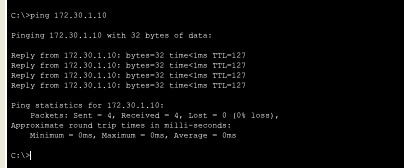 C:\>ping 172.30.1.10
Pinging 172.30.1.10 with 32 bytes of data:
Reply from 172.30.1.10: bytes=32 time<1ms TTL=127
Reply from 172.30.1.10: bytes=32 time<1ms TTL=127
Reply from 172.30.1.10: bytes=32 time<1ms TTL=127
Reply from 172.30.1.10: bytes=32 time<1ms TTL=127
Ping statistics for 172.30.1.10:
Packets: Sent = 4, Received = 4, Lost = 0 (0% loss),
Approximate round trip times in milli-seconds:
Minimum = 0ms, Maximum = 0ms, Average = 0ms
C:\>